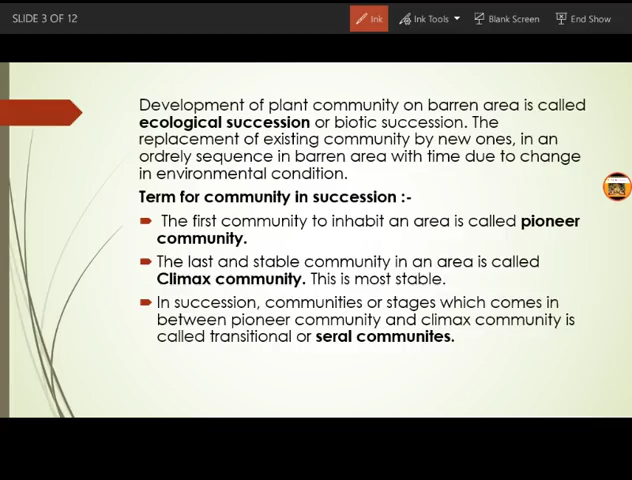 SLIDE 3 OF 12
Ink
Ink Tools
Blank Screen
End Show
Development of plant community on barren area is called
ecological succession or biotic succession. The
replacement of existing community by new ones, in an
ordrely sequence in barren area with time due to change
in environmental condition.
Term for community in succession :-
The first community to inhabit an area is called pioneer
community.
The last and stable community in an area is called
Climax community. This is most stable.
In succession, communities or stages which comes in
between pioneer community and climax community is
called transitional or seral communites.